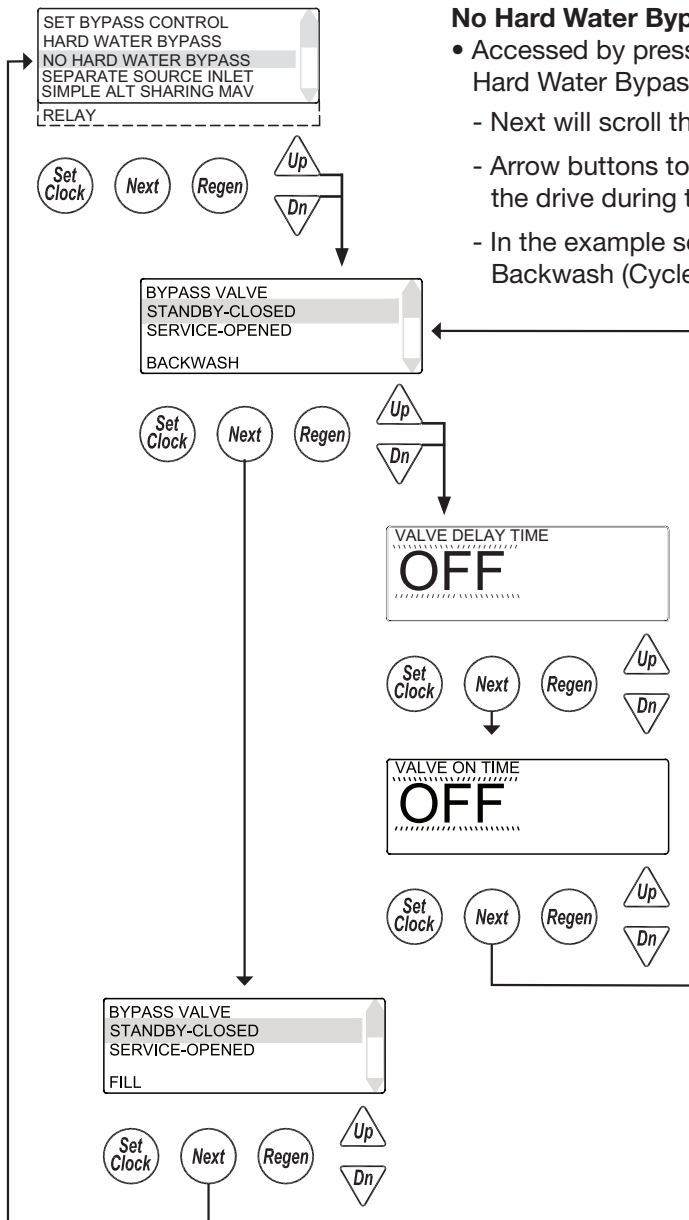 SET BYPASS CONTROL
HARD WATER BYPASS
NO HARD WATER BYPASS
SEPARATE SOURCE INLET
SIMPLE ALT SHARING MAV
RELAY
Set Clock
Next
Regen
Up
Dn
No Hard Water Byp
• Accessed by press
Hard Water Bypas
- Next will scroll th
- Arrow buttons to
the drive during t
- In the example se
Backwash (Cycle
BYPASS VALVE
STANDBY-CLOSED
SERVICE-OPENED
BACKWASH
Set Clock
Next
Regen
Up
Dn
VALVE DELAY TIME
OFF
Set Clock
Next
Regen
Up
Dn
VALVE ON TIME
OFF
Set Clock
Next
Regen
Up
Dn
BYPASS VALVE
STANDBY-CLOSED
SERVICE-OPENED
FILL
Set Clock
Next
Regen
Up
Dn